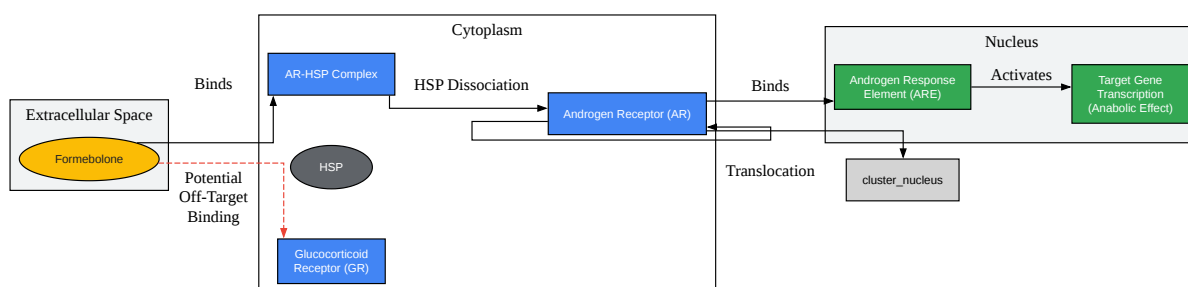 Cytoplasm
Nucleus
AR-HSP Complex
Binds
HSP Dissociation
Binds
Androgen Response
Element (ARE)
Activates
Target Gene
Transcription
(Anabolic Effect)
Extracellular Space
Androgen Receptor (AR)
Formebolone
HSP
Potential
Off-Target
Binding
Translocation
cluster_nucleus
Glucocorticoid
Receptor (GR)